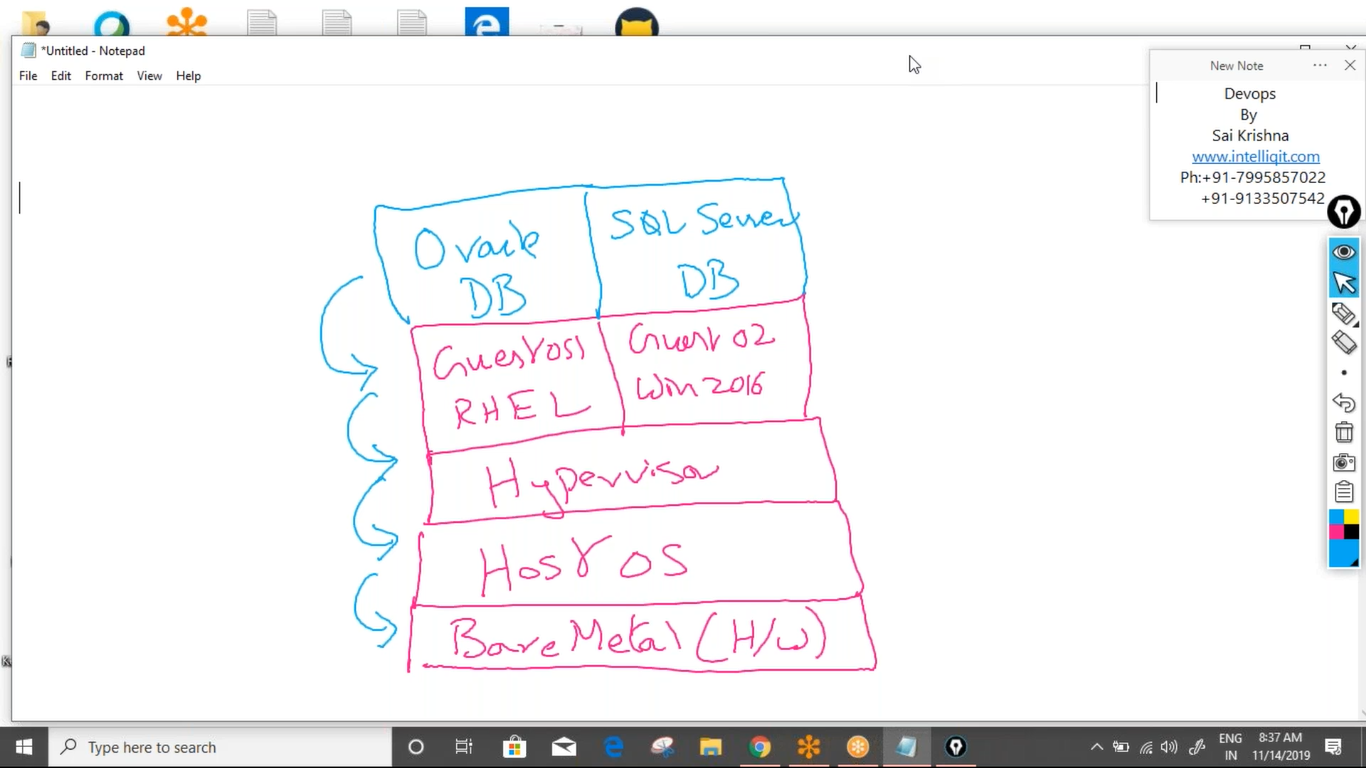 *Untitled - Notepad
File Edit Format View Help
New Note
Devops
By
Sai Krishna
www.intelliqit.com
Ph:+91-7995857022
+91-9133507542
Oracle
DB
SQL Server
DB
Guest OS1
RHEL
Guest O2
Win 2016
Hypervisor
Host OS
Bare Metal (H/W)
Type here to search
ENG
IN
8:37 AM
11/14/2019